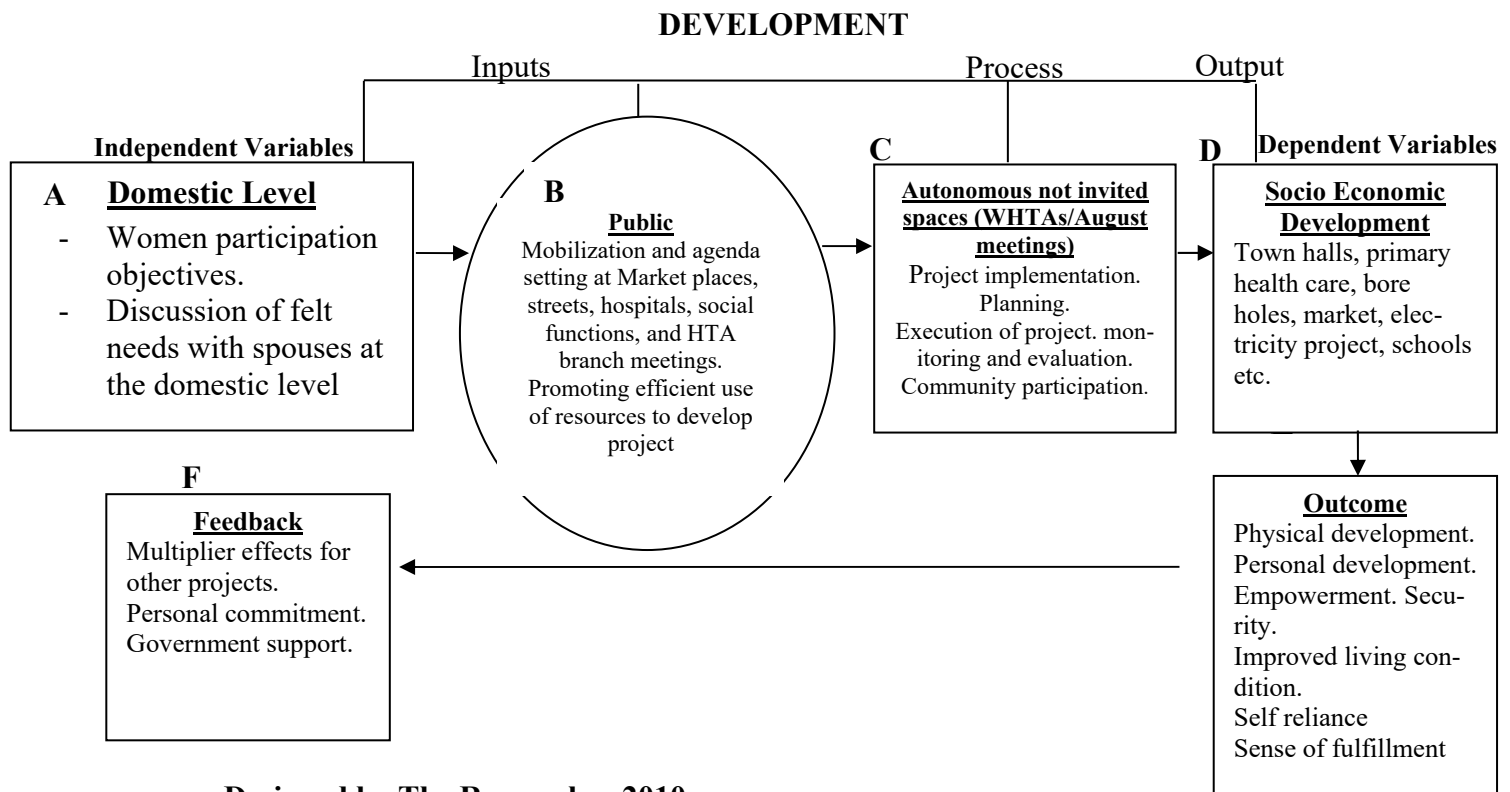 DEVELOPMENT
Inputs
Process
Output
Independent Variables
A Domestic Level
- Women participation
objectives.
- Discussion of felt
needs with spouses at
the domestic level
B
Public
Mobilization and agenda
setting at Market places,
streets, hospitals, social
functions, and HTA
branch meetings.
Promoting efficient use
of resources to develop
project
C
Autonomous not invited
spaces (WHTAs/August
meetings)
Project implementation.
Planning.
Execution of project. mon-
itoring and evaluation.
Community participation.
D
Dependent Variables
Socio Economic
Development
Town halls, primary
health care, bore
holes, market, elec-
tricity project, schools
etc.
Outcome
Physical development.
Personal development.
Empowerment. Secu-
rity.
Improved living con-
dition.
Self reliance
Sense of fulfillment
F
Feedback
Multiplier effects for
other projects.
Personal commitment.
Government support.
by The Researcher 2010